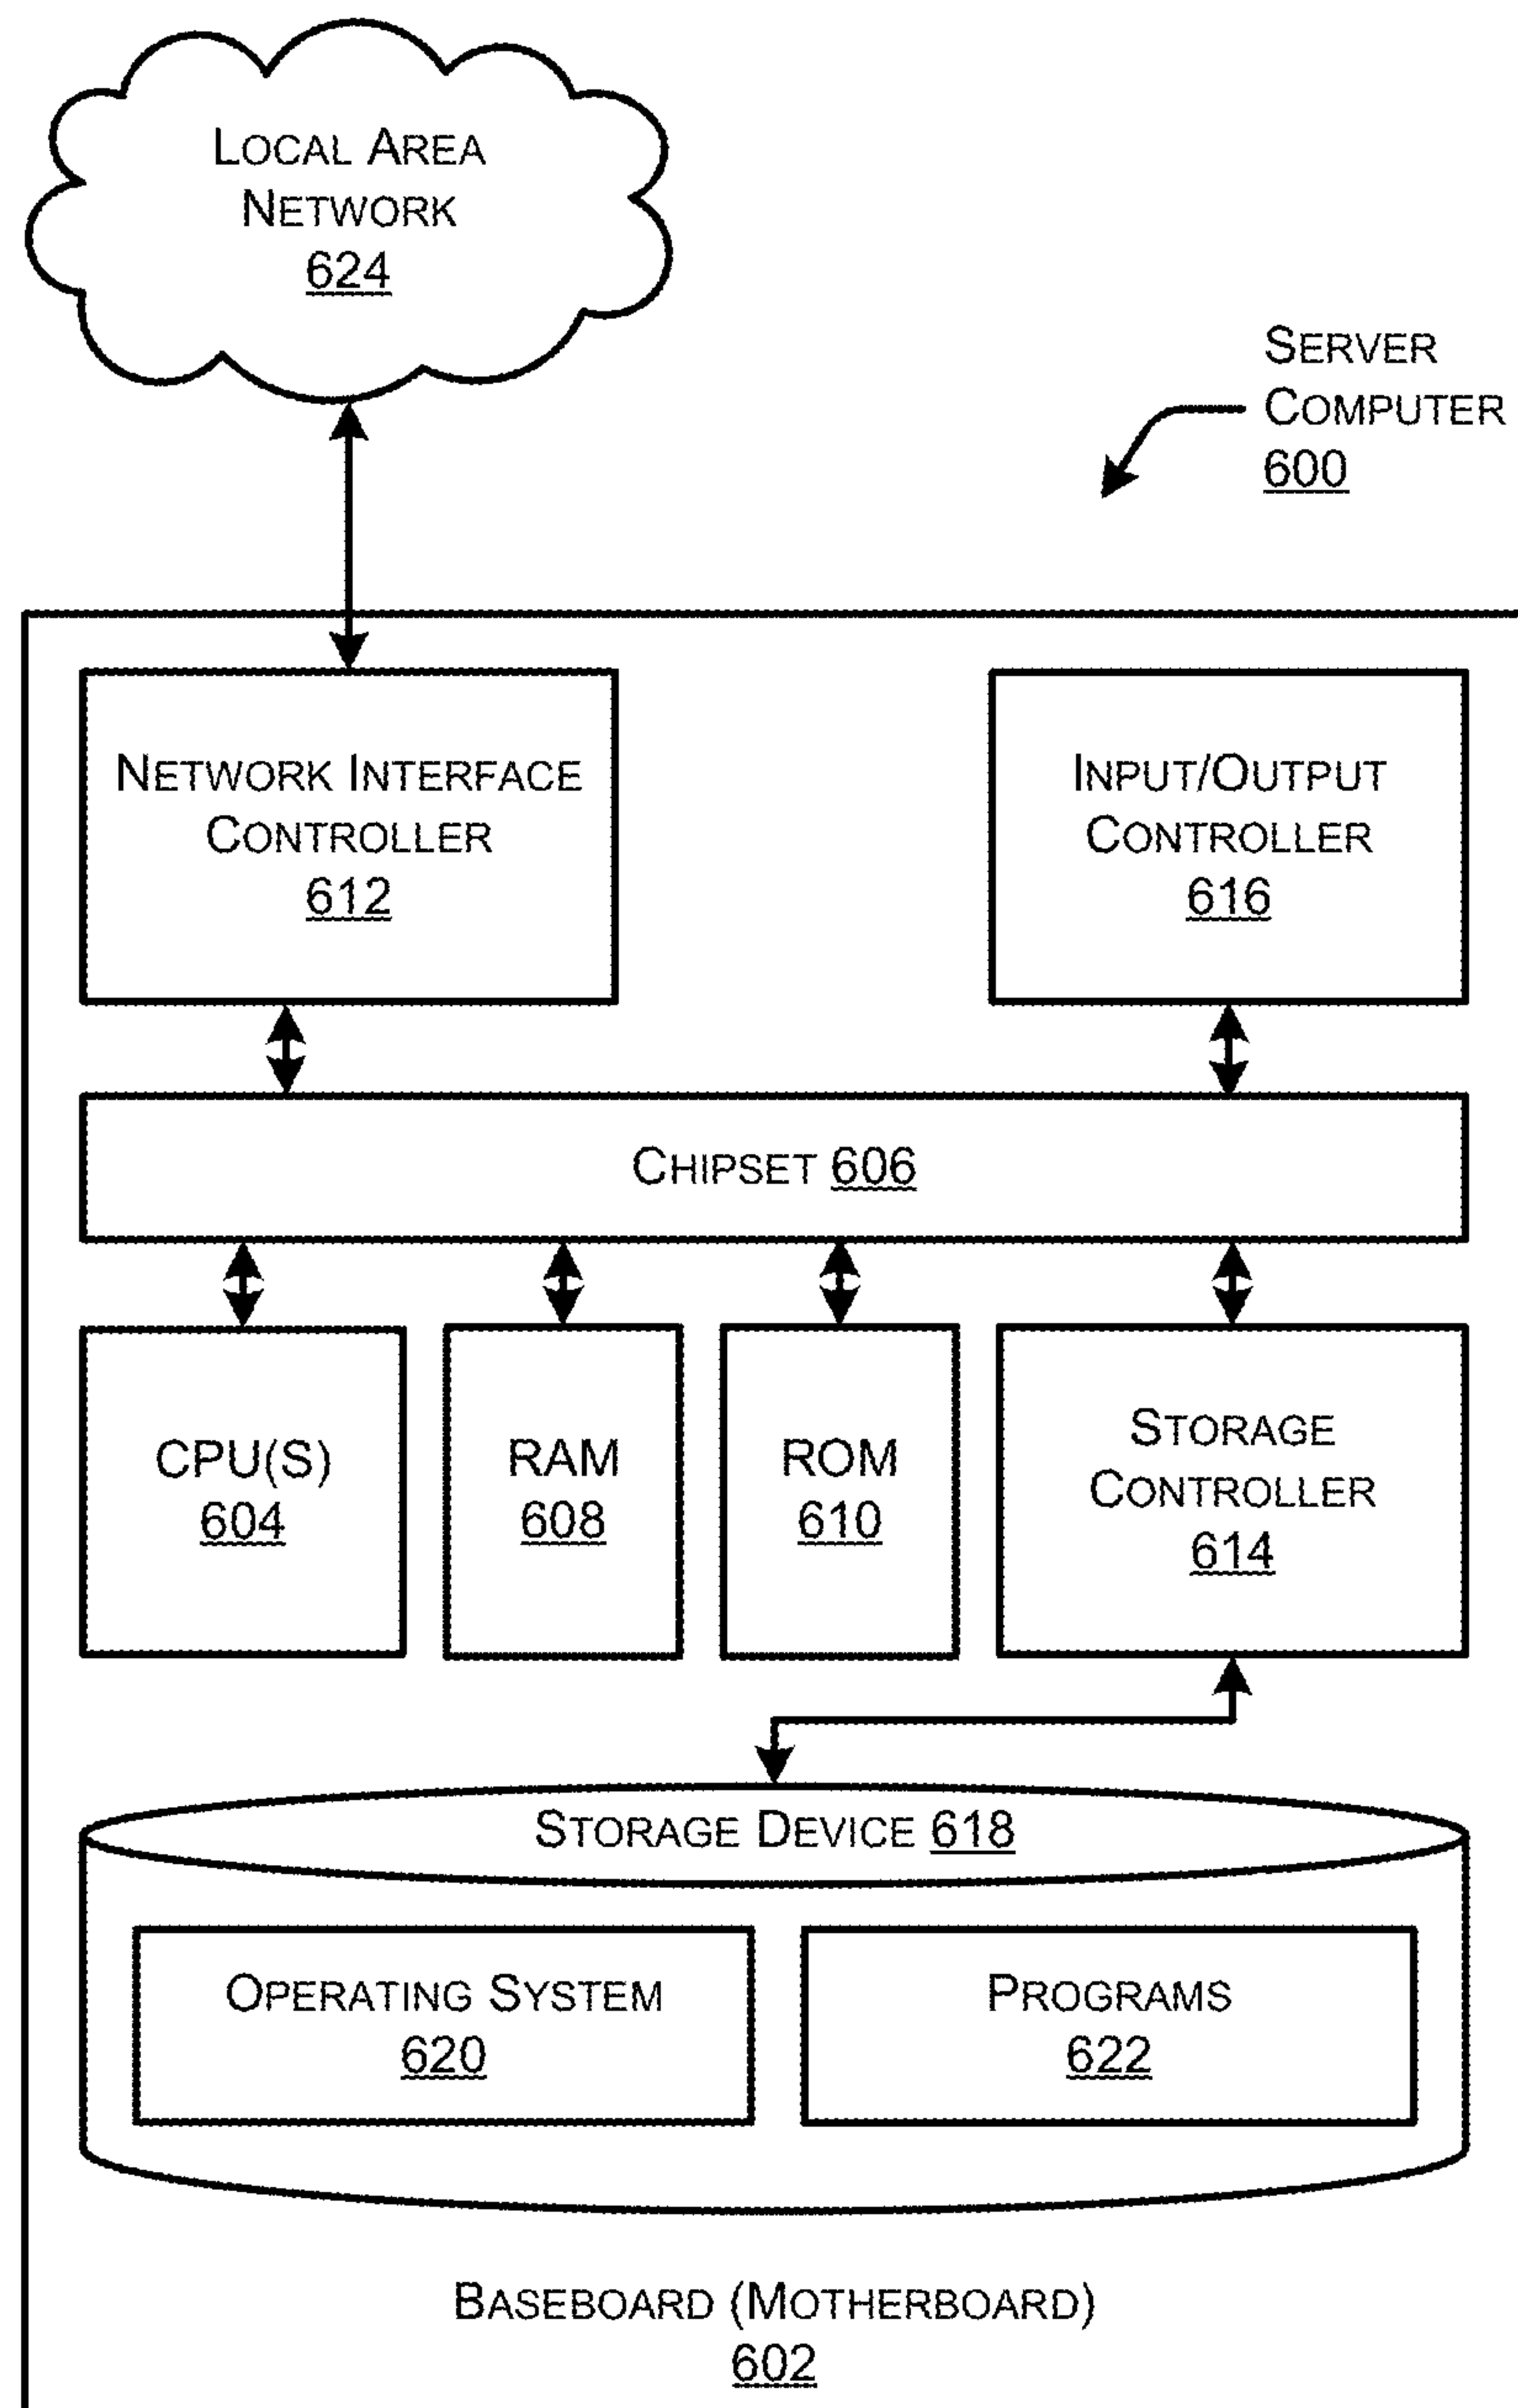 LOCAL AREA
NETWORK
624
SERVER
COMPUTER
600
NETWORK INTERFACE
CONTROLLER
612
INPUT/OUTPUT
CONTROLLER
616
CHIPSET 606
CPU(S)
604
RAM
608
ROM
610
STORAGE
CONTROLLER
614
STORAGE DEVICE 618
OPERATING SYSTEM
620
PROGRAMS
622
BASEBOARD (MOTHERBOARD)
602